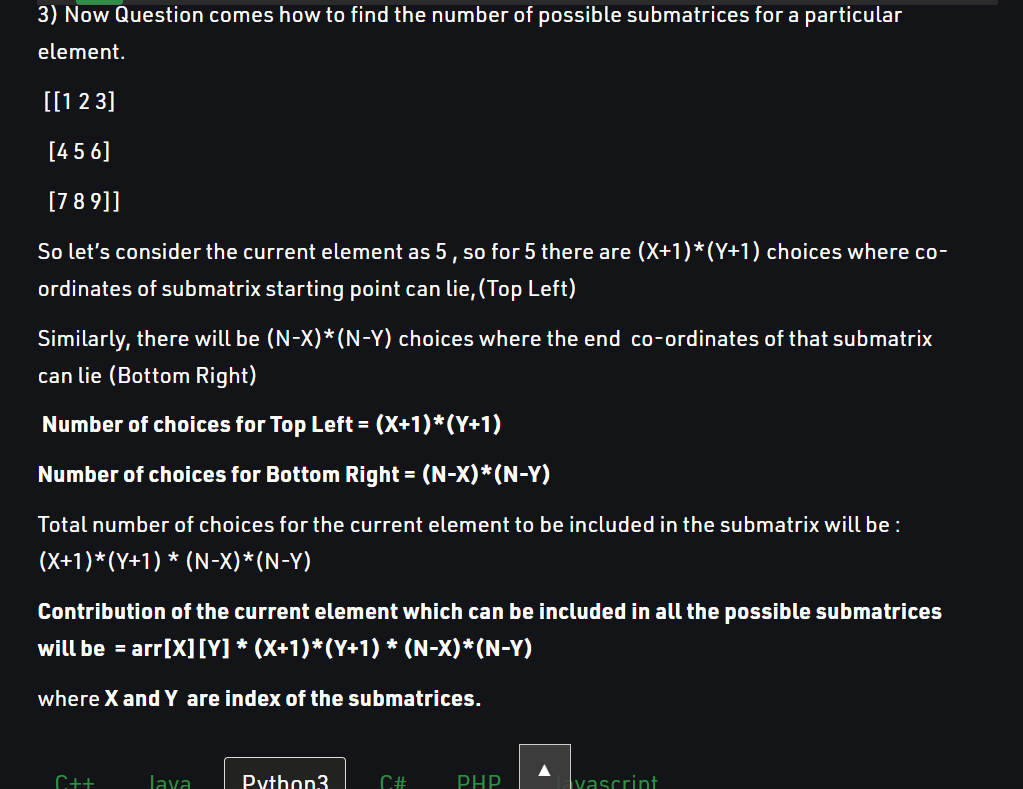 3) Now Question comes how to find the number of possible submatrices for a particular
element.
[[1 2 3]
[4 5 6]
[7 8 9]]
So let's consider the current element as 5 , so for 5 there are (X+1)*(Y+1) choices where co-
ordinates of submatrix starting point can lie,(Top Left)
Similarly, there will be (N-X)*(N-Y) choices where the end co-ordinates of that submatrix
can lie (Bottom Right)
Number of choices for Top Left = (X+1)*(Y+1)
Number of choices for Bottom Right = (N-X)*(N-Y)
Total number of choices for the current element to be included in the submatrix will be :
(X+1)*(Y+1) * (N-X)*(N-Y)
Contribution of the current element which can be included in all the possible submatrices
will be = arr[X][Y] * (X+1)*(Y+1) * (N-X)*(N-Y)
where X and Y are index of the submatrices.
C++ Java Python3 C# PHP ▲ avascript